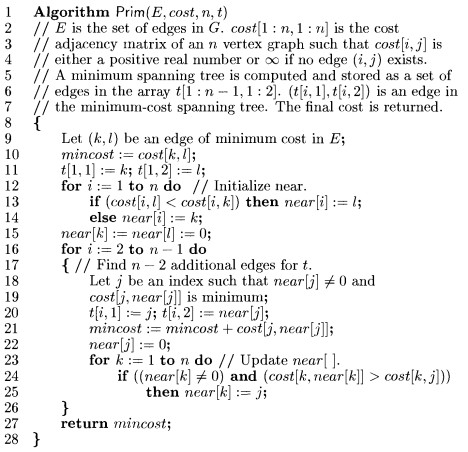 1 Algorithm Prim(E, cost, n, t)
2 // E is the set of edges in G. cost[1 : n, 1 : n] is the cost
3 // adjacency matrix of an n vertex graph such that cost[i, j] is
4 // either a positive real number or ∞ if no edge (i, j) exists.
5 // A minimum spanning tree is computed and stored as a set of
6 // edges in the array t[1 : n − 1, 1 : 2]. (t[i, 1], t[i, 2]) is an edge in
7 // the minimum-cost spanning tree. The final cost is returned.
8 {
9 Let (k, l) be an edge of minimum cost in E;
10 mincost := cost[k, l];
11 t[1, 1] := k; t[1, 2] := l;
12 for i := 1 to n do // Initialize near.
13 if (cost[i, l] < cost[i, k]) then near[i] := l;
14 else near[i] := k;
15 near[k] := near[l] := 0;
16 for i := 2 to n − 1 do
17 { // Find n − 2 additional edges for t.
18 Let j be an index such that near[j] ≠ 0 and
19 cost[j, near[j]] is minimum;
20 t[i, 1] := j; t[i, 2] := near[j];
21 mincost := mincost + cost[j, near[j]];
22 near[j] := 0;
23 for k := 1 to n do // Update near[ ].
24 if ((near[k] ≠ 0) and (cost[k, near[k]] > cost[k, j]))
25 then near[k] := j;
26 }
27 return mincost;
28 }